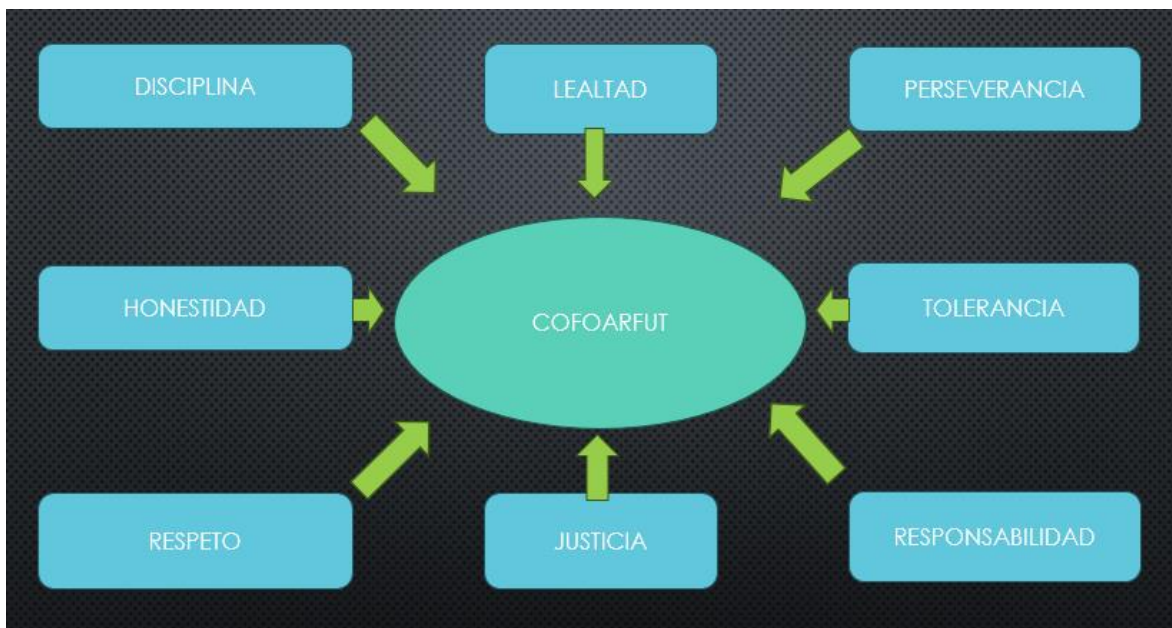 DISCIPLINA
LEALTAD
PERSEVERANCIA
HONESTIDAD
COFOARFUT
TOLERANCIA
RESPETO
JUSTICIA
RESPONSABILIDAD